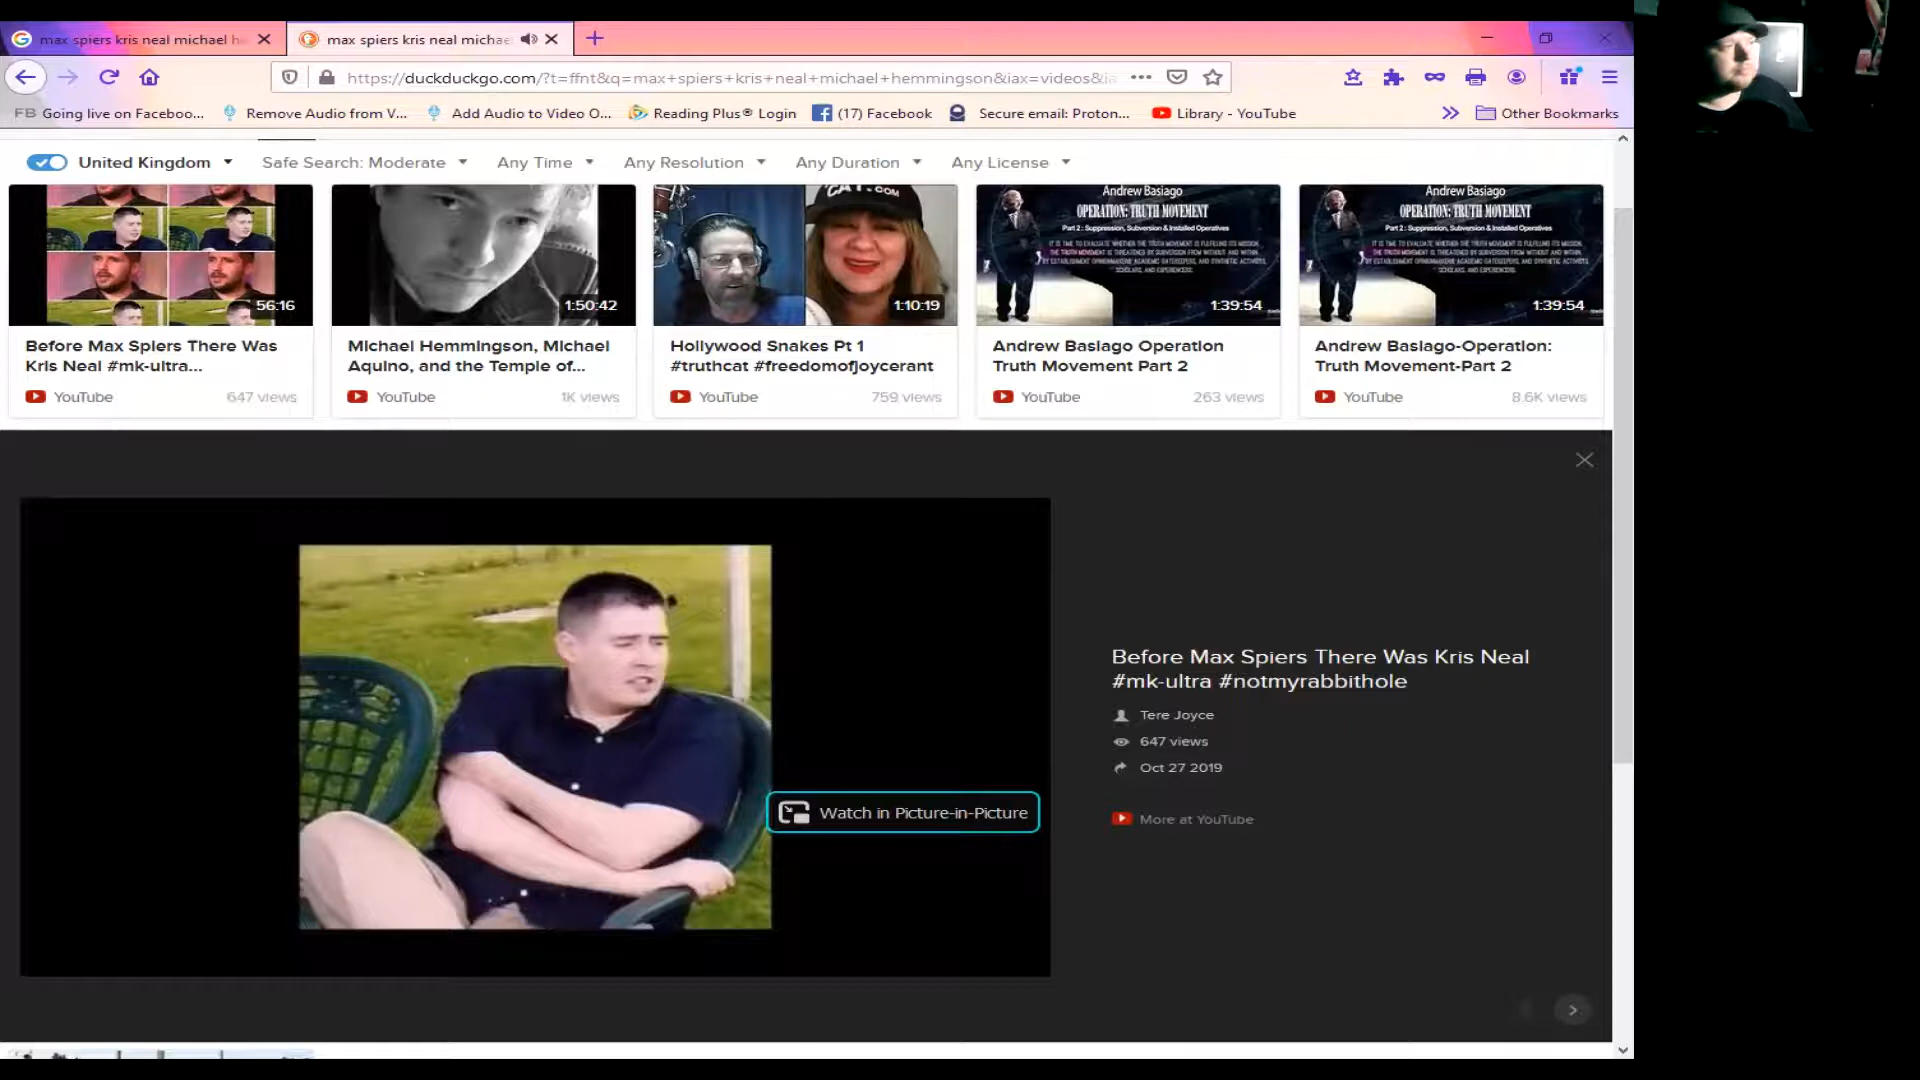 max spiers kris neal michael h
max spiers kris neal michae
https://duckduckgo.com/?t=ffnt&q=max+spiers+kris+neal+michael+hemmingson&iax=videos&ia
FB Going live on Faceboo...
Remove Audio from V...
Add Audio to Video O...
Reading Plus® Login
(17) Facebook
Secure email: Proton...
Library - YouTube
Other Bookmarks
United Kingdom
Safe Search: Moderate
Any Time
Any Resolution
Any Duration
Any License
56:16
Before Max Spiers There Was
Kris Neal #mk-ultra...
YouTube
647 views
1:50:42
Michael Hemmingson, Michael
Aquino, and the Temple of...
YouTube
1K views
1:10:19
Hollywood Snakes Pt 1
#truthcat #freedomofjoycerant
YouTube
759 views
Andrew Basiago
OPERATION: TRUTH MOVEMENT
Part 2 : Suppression, Subversion & Installed Operatives
1:39:54
Andrew Basiago Operation
Truth Movement Part 2
YouTube
263 views
Andrew Basiago
OPERATION: TRUTH MOVEMENT
Part 2 : Suppression, Subversion & Installed Operatives
1:39:54
Andrew Basiago-Operation:
Truth Movement-Part 2
YouTube
8.6K views
Watch in Picture-in-Picture
Before Max Spiers There Was Kris Neal
#mk-ultra #notmyrabbithole
Tere Joyce
647 views
Oct 27 2019
More at YouTube